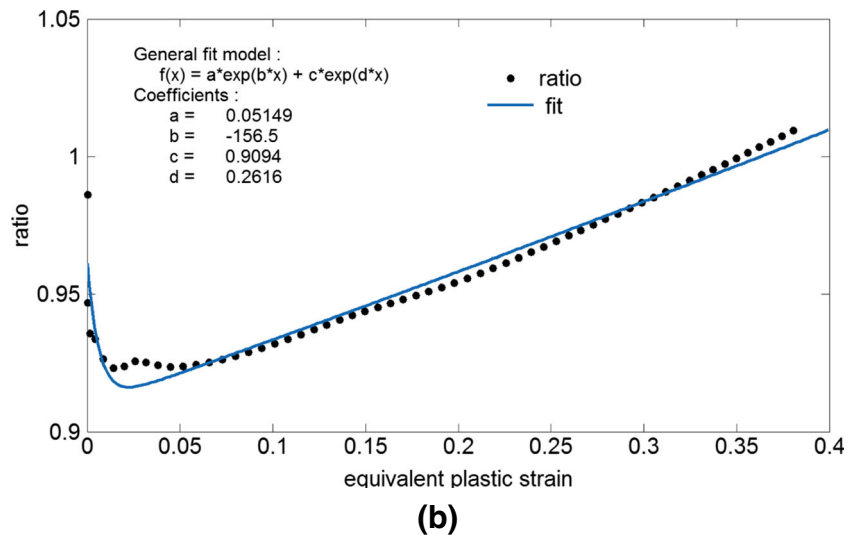 1.05
General fit model :
f(x) = a*exp(b*x) + c*exp(d*x)
Coefficients :
a = 0.05149
b = -156.5
c = 0.9094
d = 0.2616
ratio
fit
1
ratio
0.95
0.9
0 0.05 0.1 0.15 0.2 0.25 0.3 0.35 0.4
equivalent plastic strain
(b)